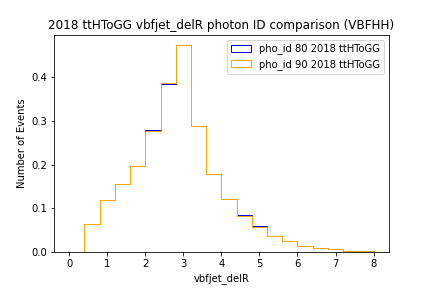 2018 ttHToGG vbfjet_delR photon ID comparison (VBFHH)
pho_id 80 2018 ttHToGG
pho_id 90 2018 ttHToGG
Number of Events
0.4
0.3
0.2
0.1
0.0
0 1 2 3 4 5 6 7 8
vbfjet_delR